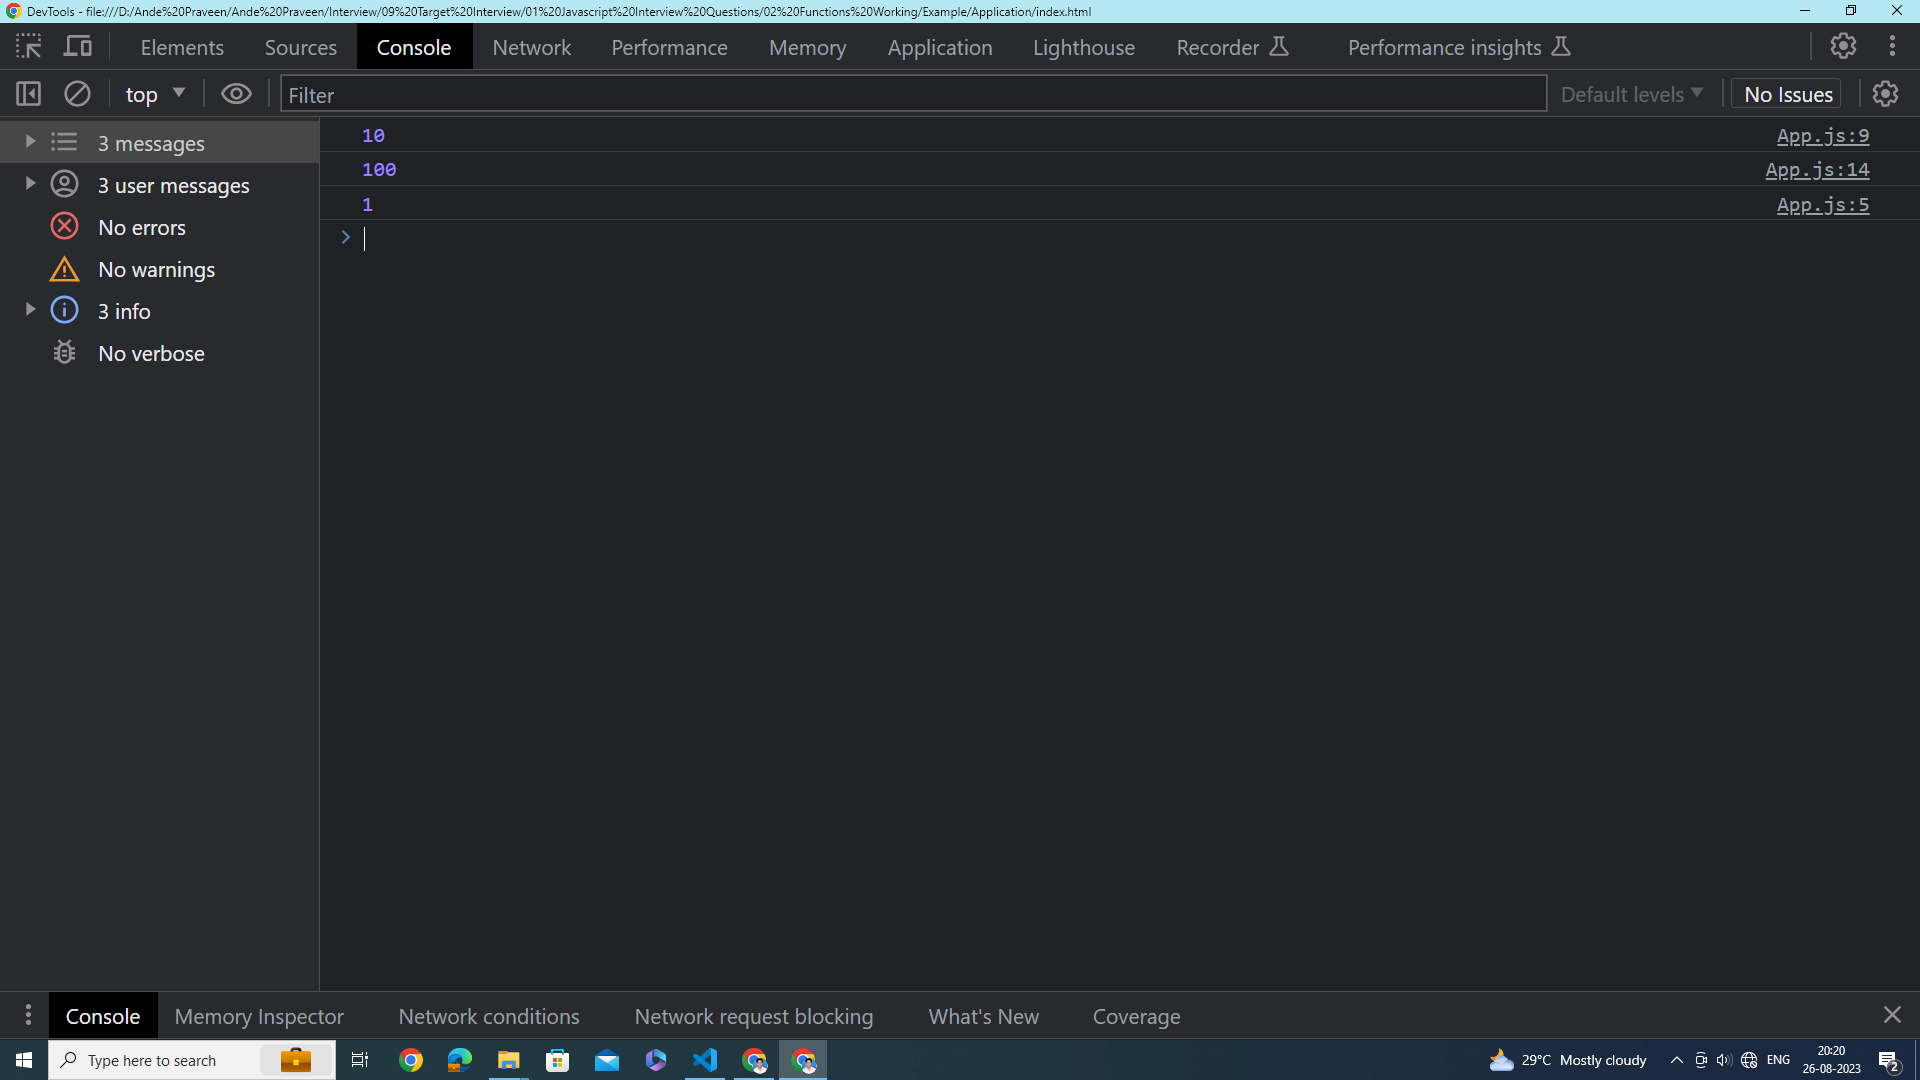 DevTools - file:///D:/Ande%20Praveen/Ande%20Praveen/Interview/09%20Target%20Interview/01%20Javascript%20Interview%20Questions/02%20Functions%20Working/Example/Application/index.html
Elements Sources Console Network Performance Memory Application Lighthouse Recorder Performance insights
top Filter Default levels No Issues
3 messages
3 user messages
No errors
No warnings
3 info
No verbose
10 App.js:9
100 App.js:14
1 App.js:5
>
Console Memory Inspector Network conditions Network request blocking What's New Coverage
Type here to search 29°C Mostly cloudy ENG 20:20
26-08-2023 2